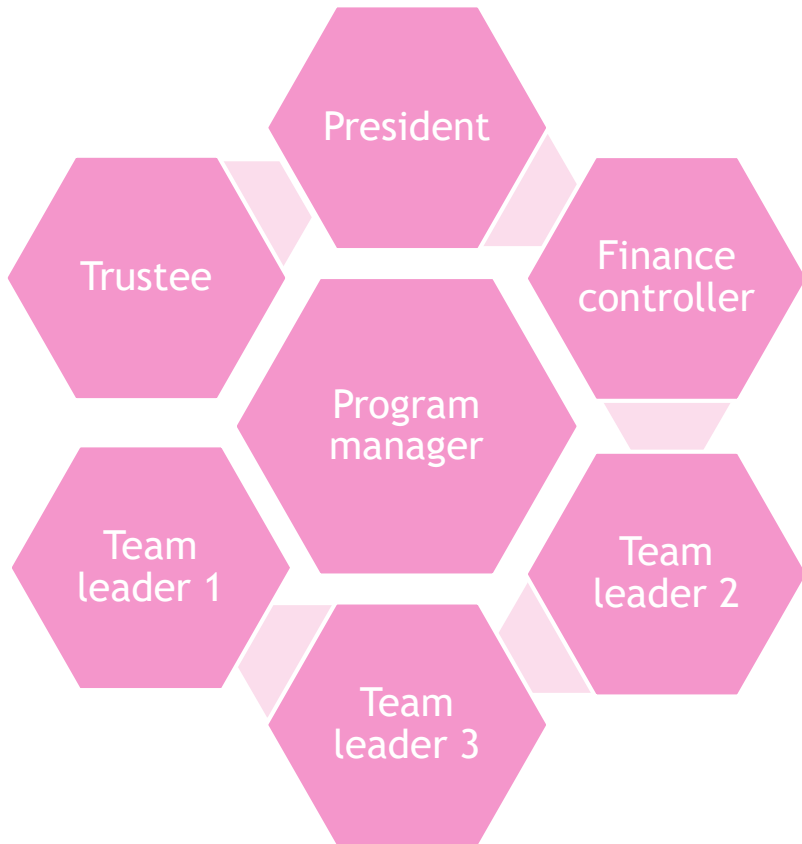 President
Trustee
Finance
controller
Program
manager
Team
leader 1
Team
leader 2
Team
leader 3